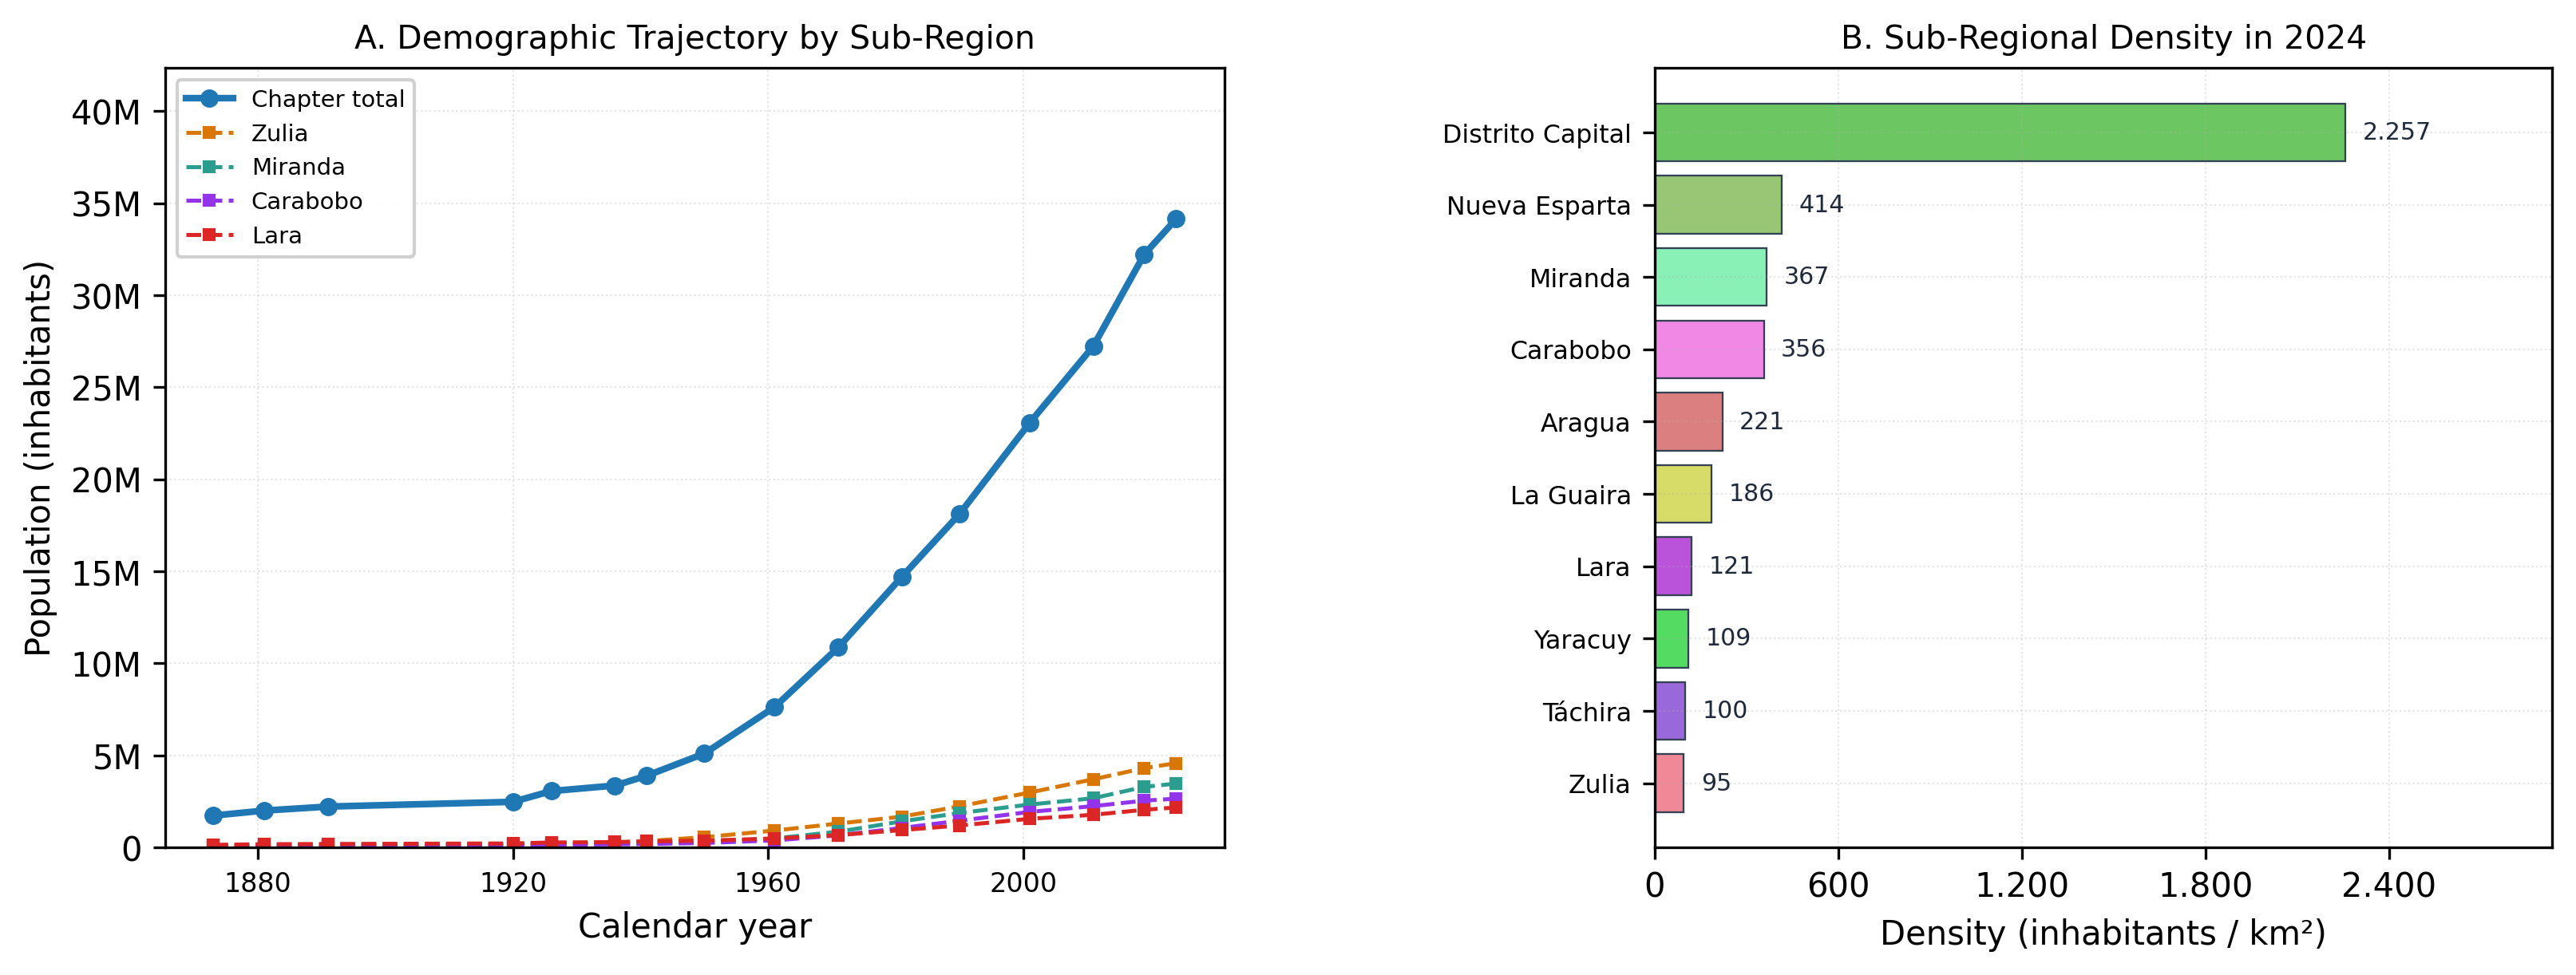 A. Demographic Trajectory by Sub-Region
Population (inhabitants)
40M
35M
30M
25M
20M
15M
10M
5M
0
Chapter total
Zulia
Miranda
Carabobo
Lara
1880
1920
1960
2000
Calendar year
B. Sub-Regional Density in 2024
Distrito Capital
2.257
Nueva Esparta
414
Miranda
367
Carabobo
356
Aragua
221
La Guaira
186
Lara
121
Yaracuy
109
Táchira
100
Zulia
95
0
600
1.200
1.800
2.400
Density (inhabitants / km²)